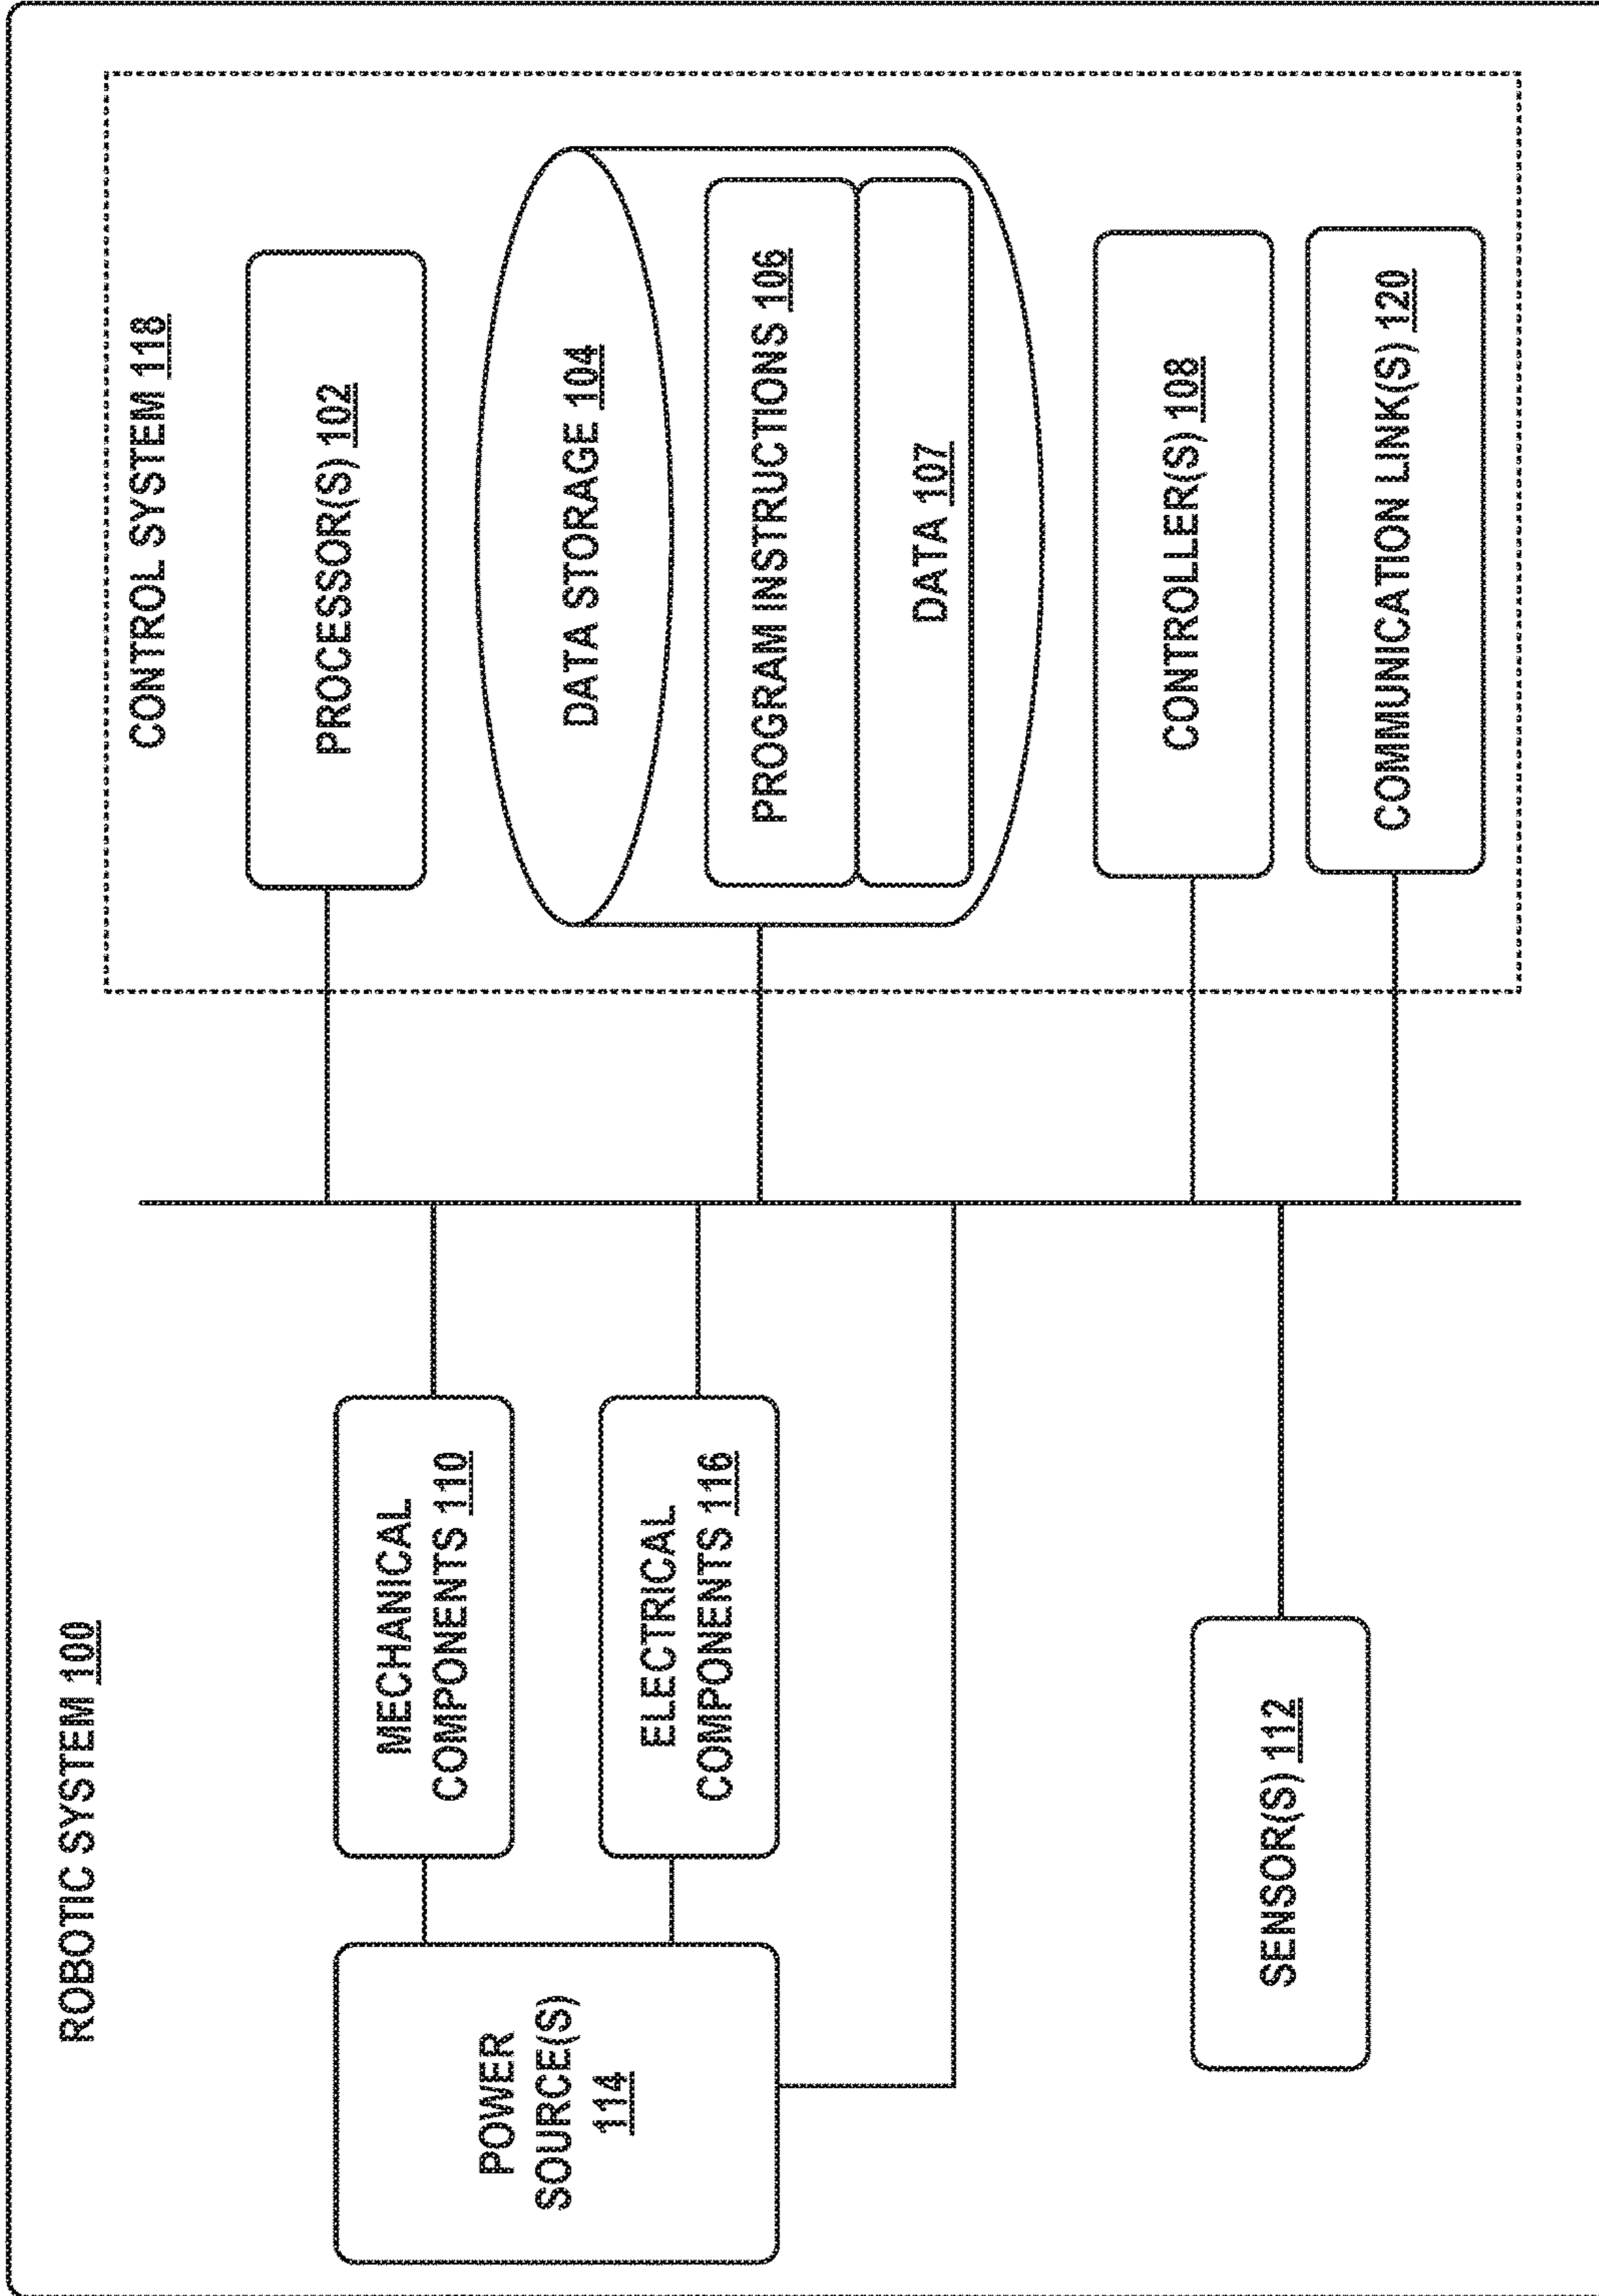 ROBOTIC SYSTEM 100
CONTROL SYSTEM 118
POWER
SOURCE(S)
114
MECHANICAL
COMPONENTS 110
ELECTRICAL
COMPONENTS 116
SENSOR(S) 112
PROCESSOR(S) 102
DATA STORAGE 104
PROGRAM INSTRUCTIONS 106
DATA 107
CONTROLLER(S) 108
COMMUNICATION LINK(S) 120